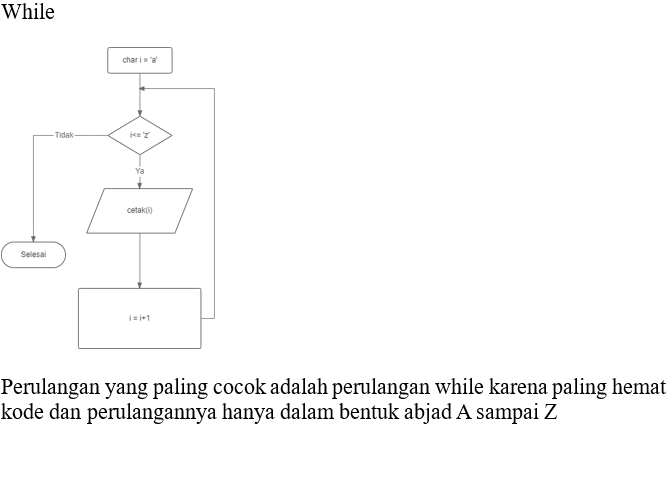 While
char i = 'a'
i<= 'z'
Tidak
Ya
cetak(i)
Selesai
i = i+1
Perulangan yang paling cocok adalah perulangan while karena paling hemat
kode dan perulangannya hanya dalam bentuk abjad A sampai Z